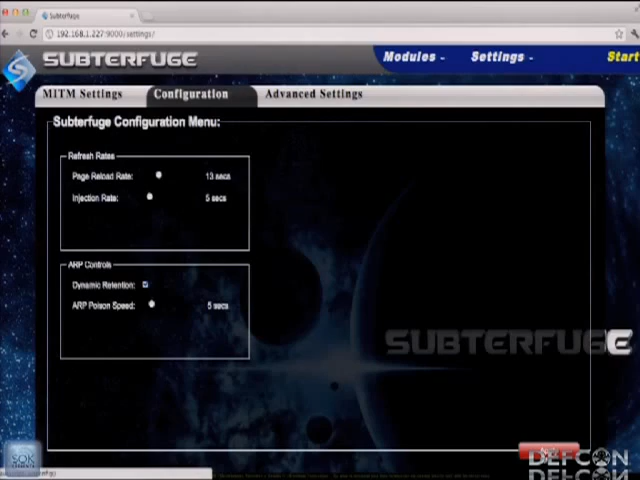 Subterfuge
192.168.1.227:9000/settings/
SUBTERFUGE
Modules -
Settings -
Start
MITM Settings
Configuration
Advanced Settings
Subterfuge Configuration Menu:
Refresh Rates
Page Reload Rate: 13 secs
Injection Rate: 5 secs
ARP Controls
Dynamic Retention:
ARP Poison Speed: 5 secs
SUBTERFUGE
DEFCON